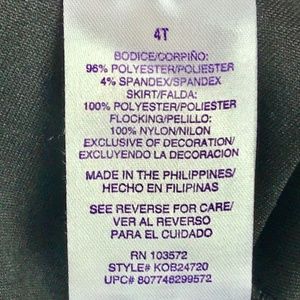 4T
BODICE/CORPIÑO:
96% POLYESTER/POLIESTER
4% SPANDEX/SPANDEX
SKIRT/FALDA:
100% POLYESTER/POLIESTER
FLOCKING/PELILLO:
100% NYLON/NILON
EXCLUSIVE OF DECORATION/
EXCLUYENDO LA DECORACION
MADE IN THE PHILIPPINES/
HECHO EN FILIPINAS
SEE REVERSE FOR CARE/
VER AL REVERSO
PARA EL CUIDADO
RN 103572
STYLE# KOB24720
UPC# 807746299572